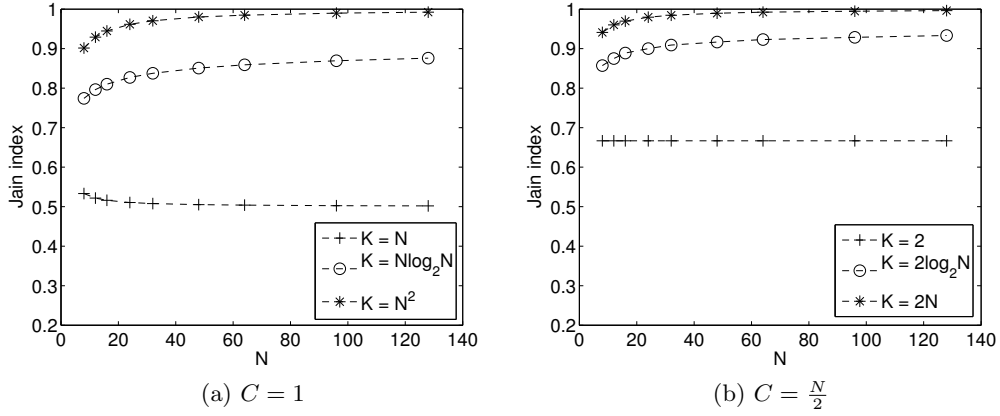 1
0.9
0.8
0.7
0.6
0.5
0.4
0.3
0.2
Jain index
0 20 40 60 80 100 120 140
N
K = N
K = Nlog₂N
K = N²
(a) C = 1
1
0.9
0.8
0.7
0.6
0.5
0.4
0.3
0.2
Jain index
0 20 40 60 80 100 120 140
N
K = 2
K = 2log₂N
K = 2N
(b) C = N/2